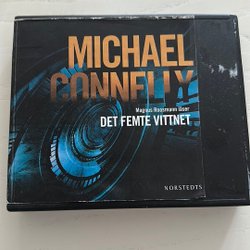 MICHAEL
CONNELLY
Magnus Roosmann läser
DET FEMTE VITTNET
NORSTEDTS